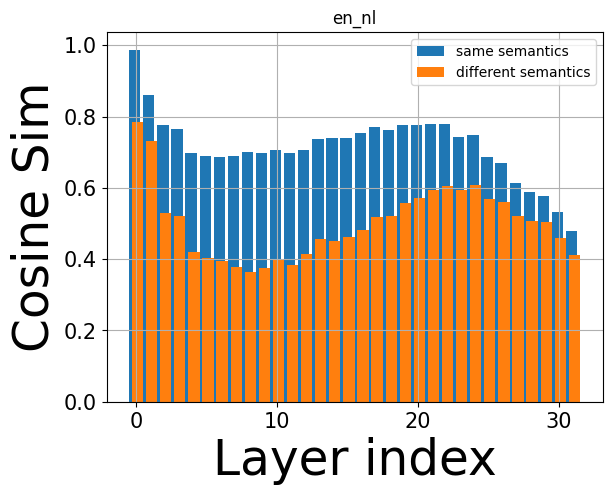 en_nl
same semantics
different semantics
Cosine Sim
1.0
0.8
0.6
0.4
0.2
0.0
0 10 20 30
Layer index